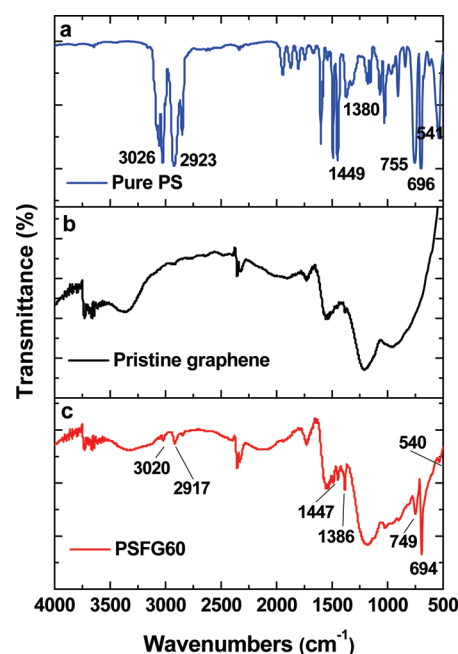 a
3026
2923
1380
1449
755
541
696
Pure PS
b
Pristine graphene
c
3020
2917
1447
1386
540
749
694
PSFG60
4000 3500 3000 2500 2000 1500 1000 500
Wavenumbers (cm⁻¹)
Transmittance (%)